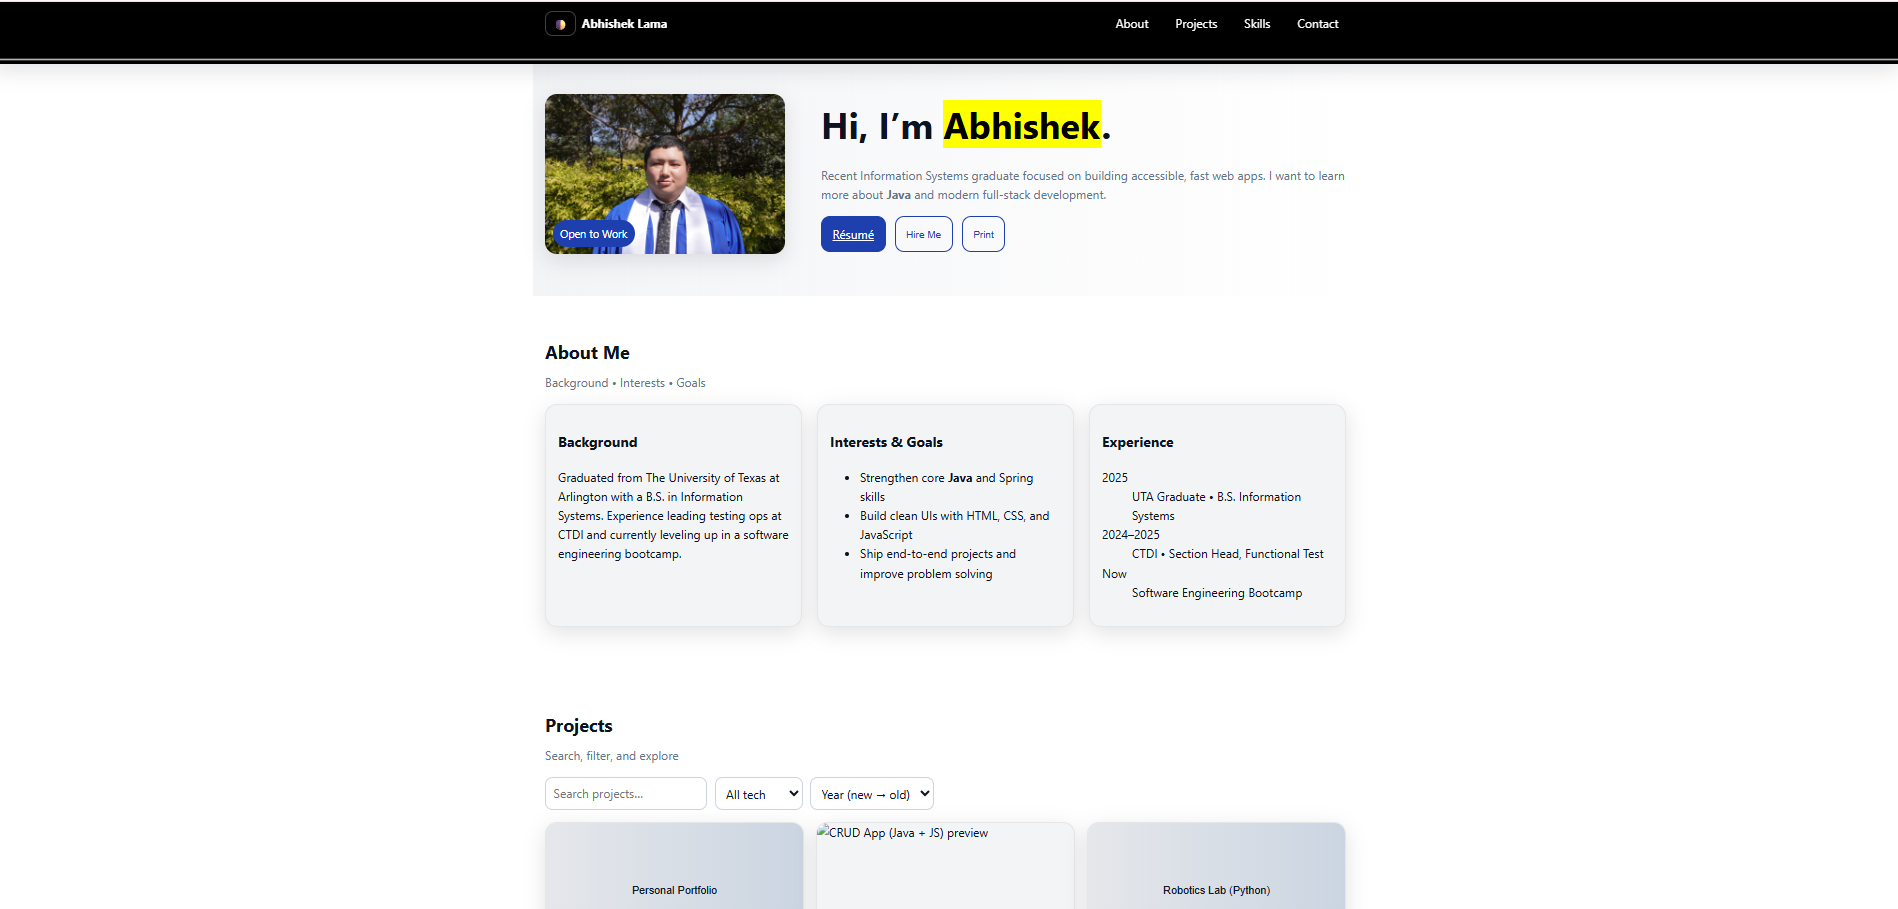 Abhishek Lama
About
Projects
Skills
Contact
Hi, I’m Abhishek.
Recent Information Systems graduate focused on building accessible, fast web apps. I want to learn
more about Java and modern full-stack development.
Open to Work
Résumé
Hire Me
Print
About Me
Background • Interests • Goals
Background
Graduated from The University of Texas at
Arlington with a B.S. in Information
Systems. Experience leading testing ops at
CTDI and currently leveling up in a software
engineering bootcamp.
Interests & Goals
• Strengthen core Java and Spring
skills
• Build clean UIs with HTML, CSS, and
JavaScript
• Ship end-to-end projects and
improve problem solving
Experience
2025
UTA Graduate • B.S. Information
Systems
2024–2025
CTDI • Section Head, Functional Test
Now
Software Engineering Bootcamp
Projects
Search, filter, and explore
Search projects...
All tech
Year (new → old)
Personal Portfolio
CRUD App (Java + JS) preview
Robotics Lab (Python)